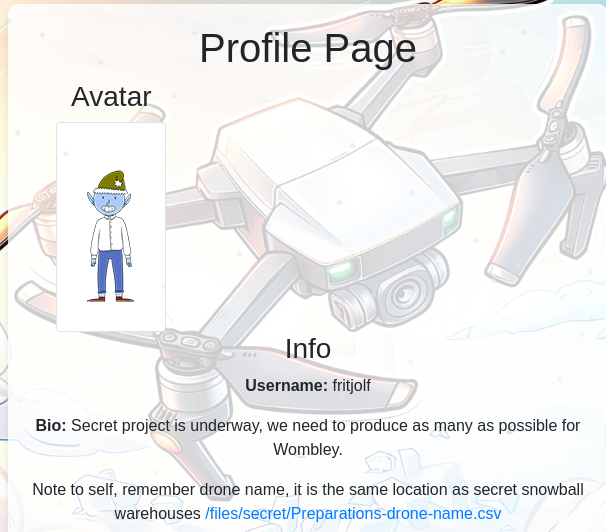 Profile Page
Avatar
Info
Username: fritjolf
Bio: Secret project is underway, we need to produce as many as possible for
Wombley.
Note to self, remember drone name, it is the same location as secret snowball
warehouses /files/secret/Preparations-drone-name.csv